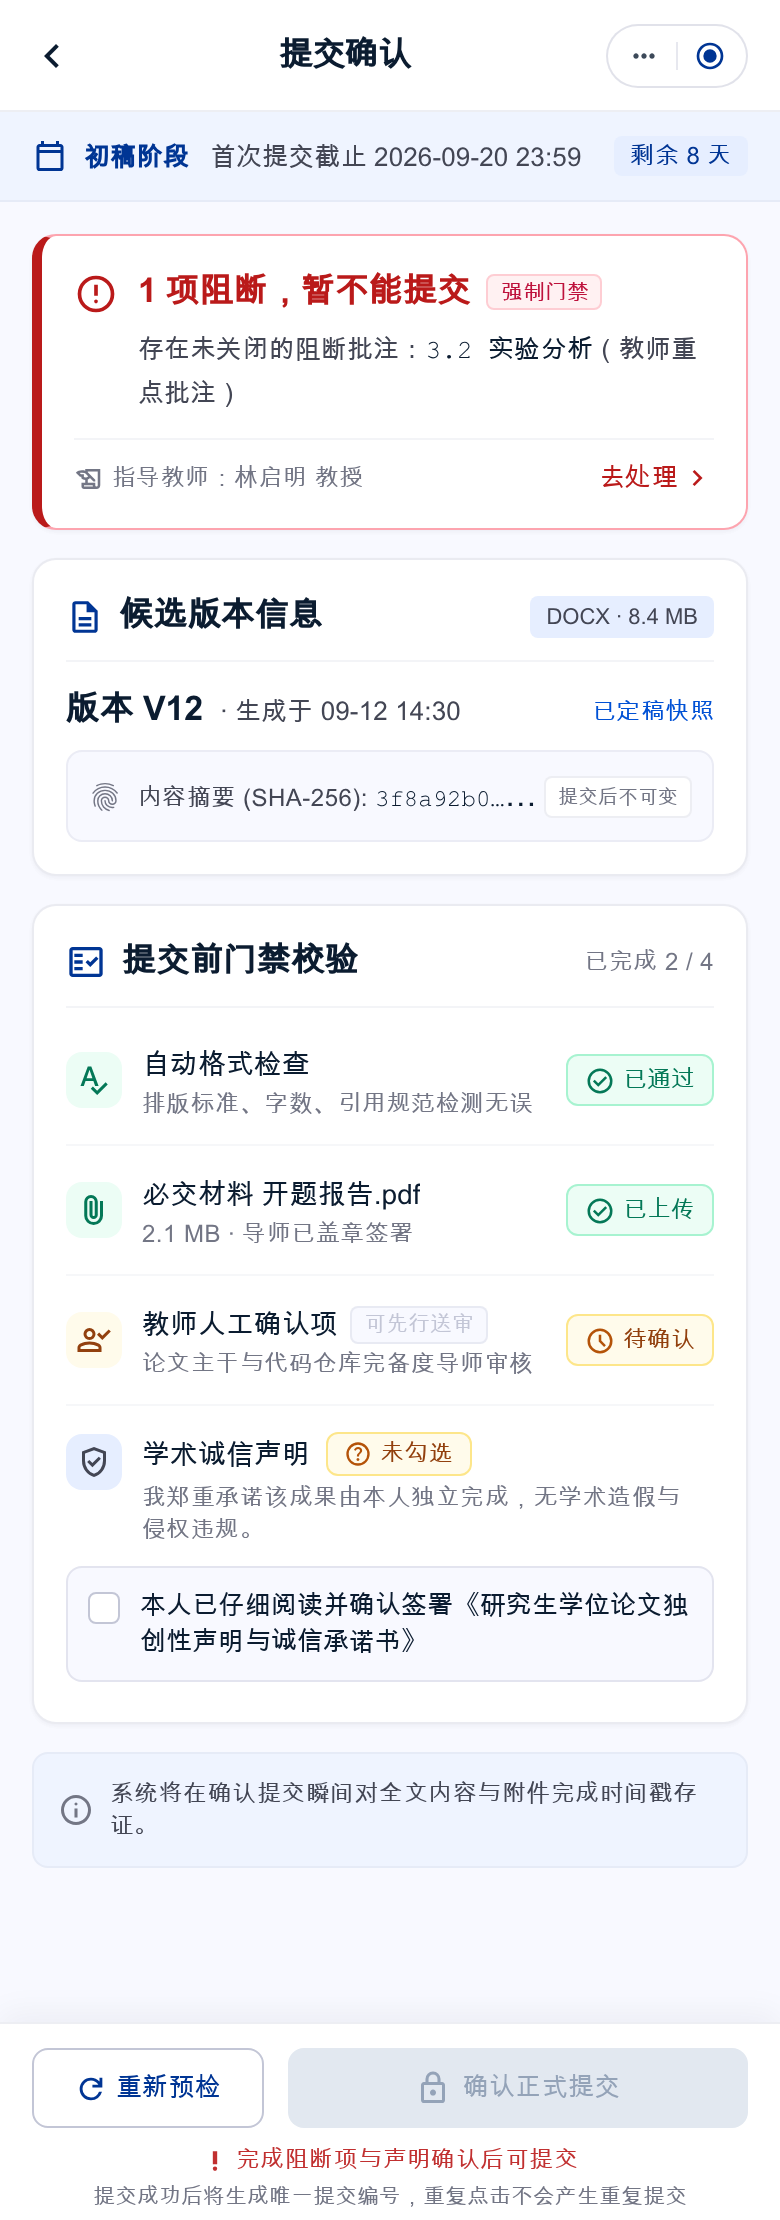 提交确认
初稿阶段 首次提交截止 2026-09-20 23:59 剩余 8 天
1 项阻断，暂不能提交 强制门禁
存在未关闭的阻断批注：3.2 实验分析（教师重
点批注）
指导教师：林启明 教授 去处理
候选版本信息 DOCX · 8.4 MB
版本 V12 · 生成于 09-12 14:30 已定稿快照
内容摘要 (SHA-256): 3f8a92b0…... 提交后不可变
提交前门禁校验 已完成 2 / 4
自动格式检查 已通过
排版标准、字数、引用规范检测无误
必交材料 开题报告.pdf 已上传
2.1 MB · 导师已盖章签署
教师人工确认项 可先行送审 待确认
论文主干与代码仓库完备度导师审核
学术诚信声明 未勾选
我郑重承诺该成果由本人独立完成，无学术造假与
侵权违规。
本人已仔细阅读并确认签署《研究生学位论文独
创性声明与诚信承诺书》
系统将在确认提交瞬间对全文内容与附件完成时间戳存
证。
重新预检 确认正式提交
完成阻断项与声明确认后可提交
提交成功后将生成唯一提交编号，重复点击不会产生重复提交